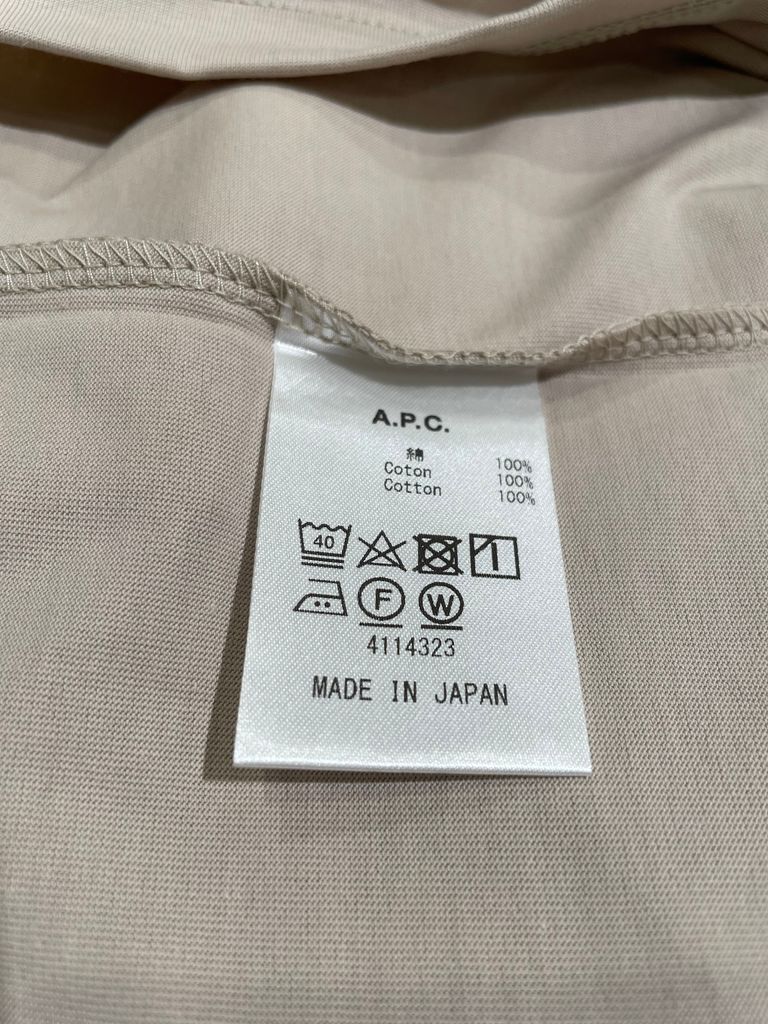 A.P.C.
綿 100%
Coton 100%
Cotton 100%
40
F W
4114323
MADE IN JAPAN